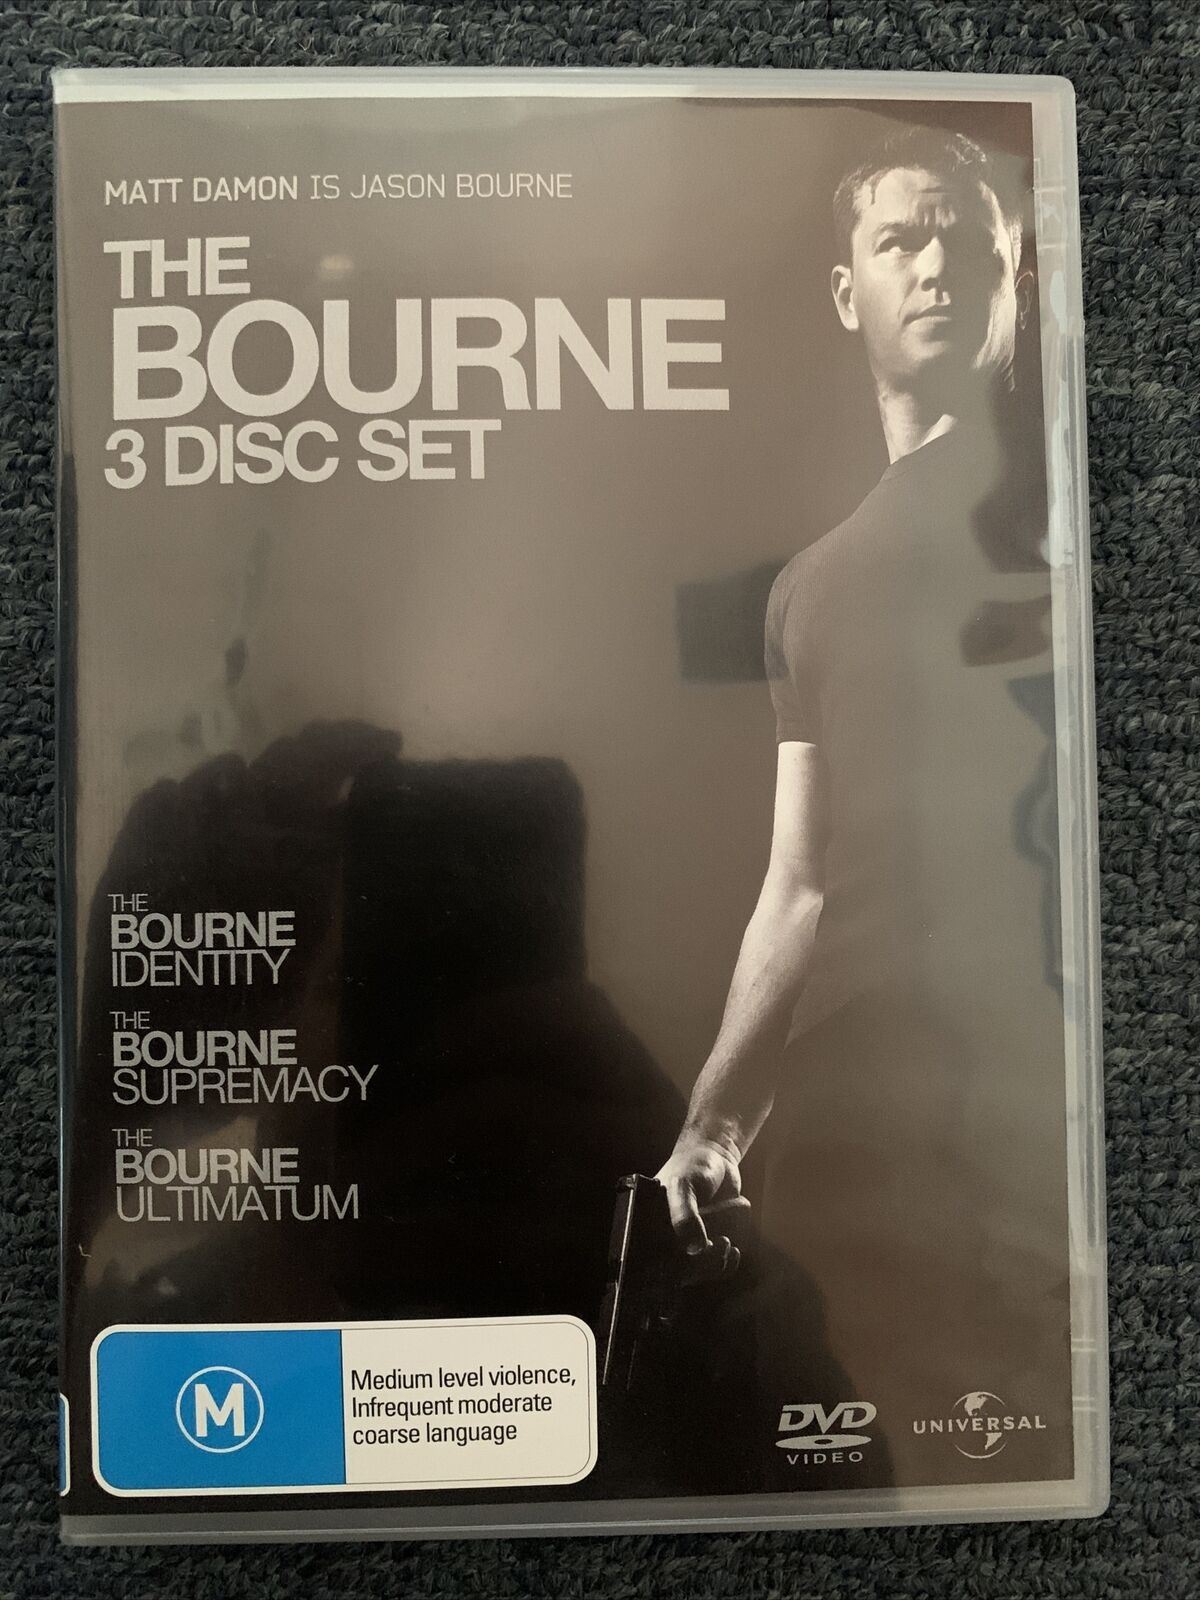 MATT DAMON IS JASON BOURNE
THE
BOURNE
3 DISC SET
THE
BOURNE
IDENTITY
THE
BOURNE
SUPREMACY
THE
BOURNE
ULTIMATUM
M
Medium level violence,
Infrequent moderate
coarse language
DVD
VIDEO
UNIVERSAL